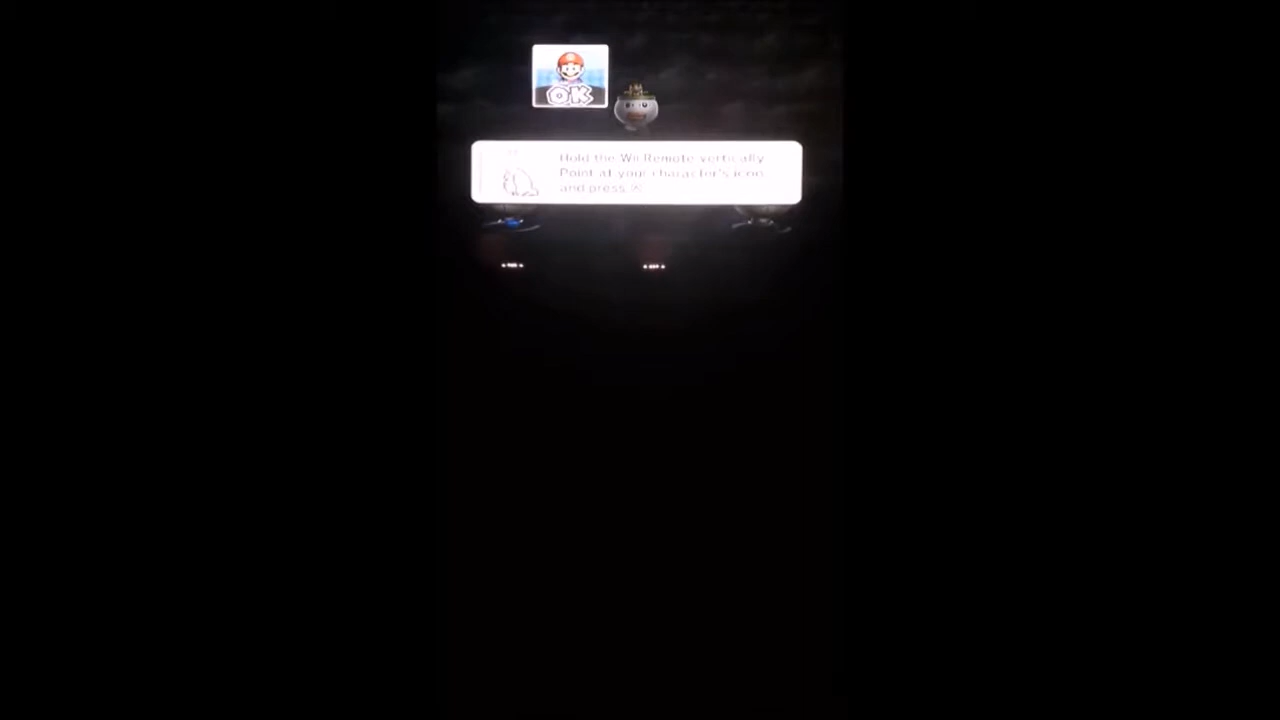 OK
Hold the Wii Remote vertically.
Point at your character's icon,
and press